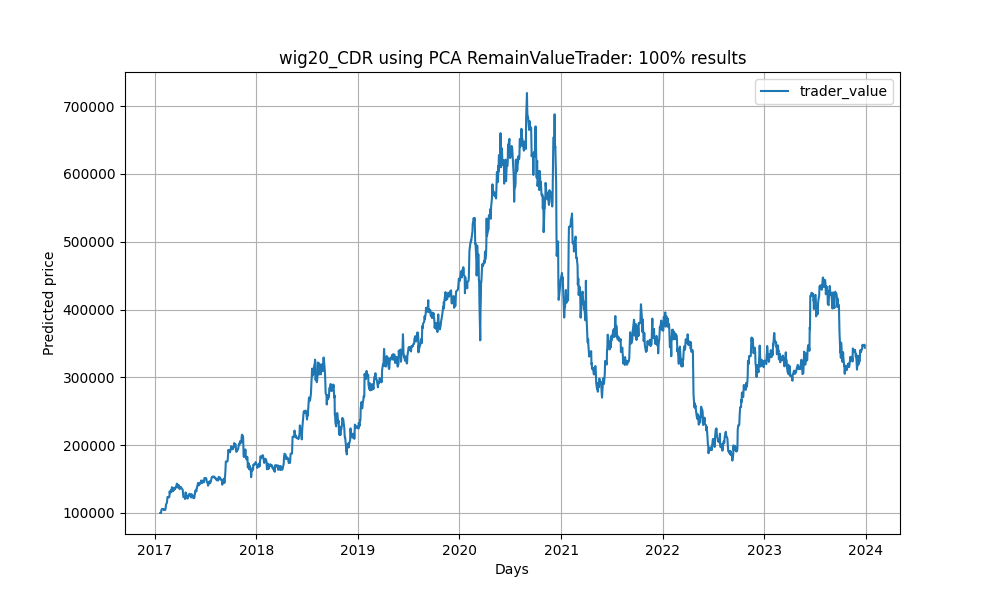 wig20_CDR using PCA RemainValueTrader: 100% results
trader_value
700000
600000
500000
400000
300000
200000
100000
Predicted price
2017 2018 2019 2020 2021 2022 2023 2024
Days